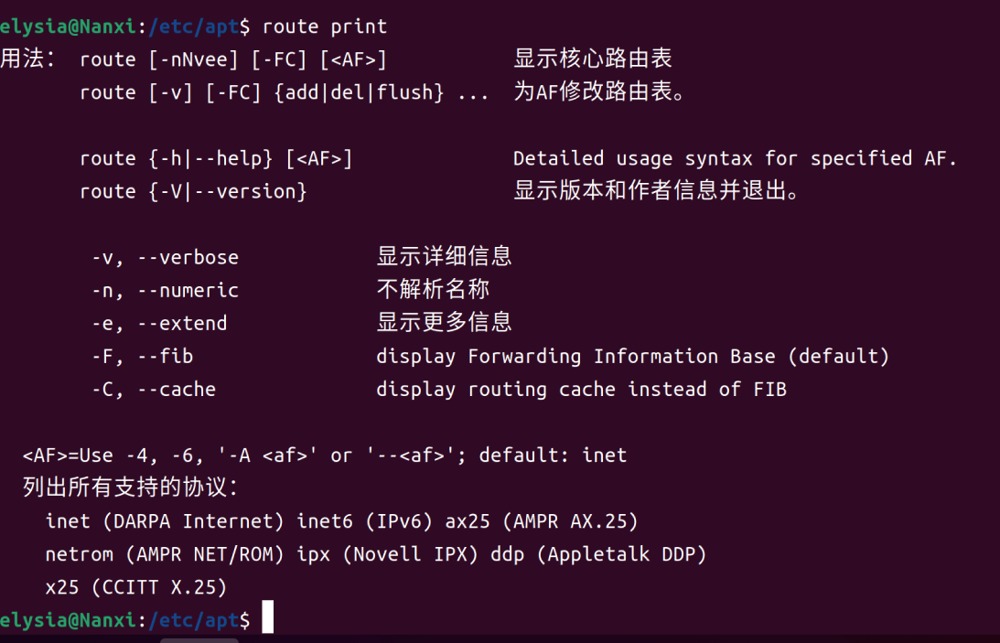 elysia@Nanxi:/etc/apt$ route print
用法： route [-nNvee] [-FC] [<AF>]           显示核心路由表
       route [-v] [-FC] {add|del|flush} ...  为AF修改路由表。
       route {-h|--help} [<AF>]              Detailed usage syntax for specified AF.
       route {-V|--version}                  显示版本和作者信息并退出。
        -v, --verbose            显示详细信息
        -n, --numeric            不解析名称
        -e, --extend             显示更多信息
        -F, --fib                display Forwarding Information Base (default)
        -C, --cache              display routing cache instead of FIB
  <AF>=Use -4, -6, '-A <af>' or '--<af>'; default: inet
  列出所有支持的协议：
    inet (DARPA Internet) inet6 (IPv6) ax25 (AMPR AX.25)
    netrom (AMPR NET/ROM) ipx (Novell IPX) ddp (Appletalk DDP)
    x25 (CCITT X.25)
elysia@Nanxi:/etc/apt$